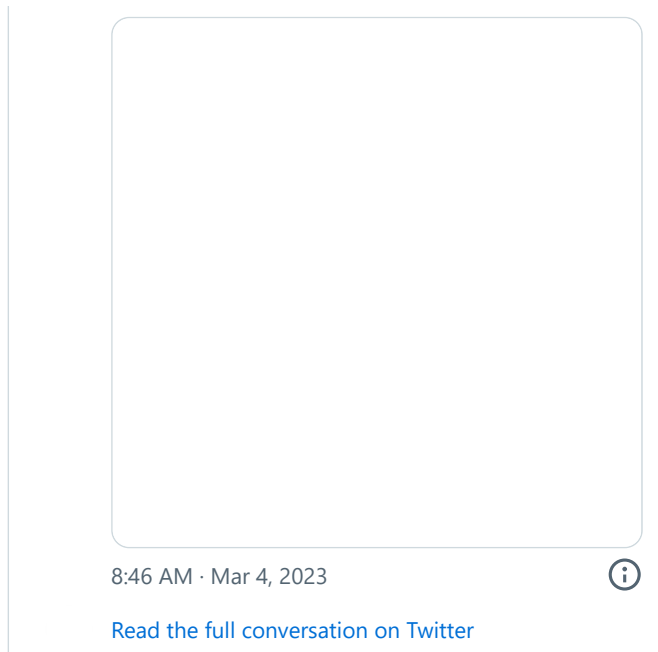 8:46 AM · Mar 4, 2023
Read the full conversation on Twitter